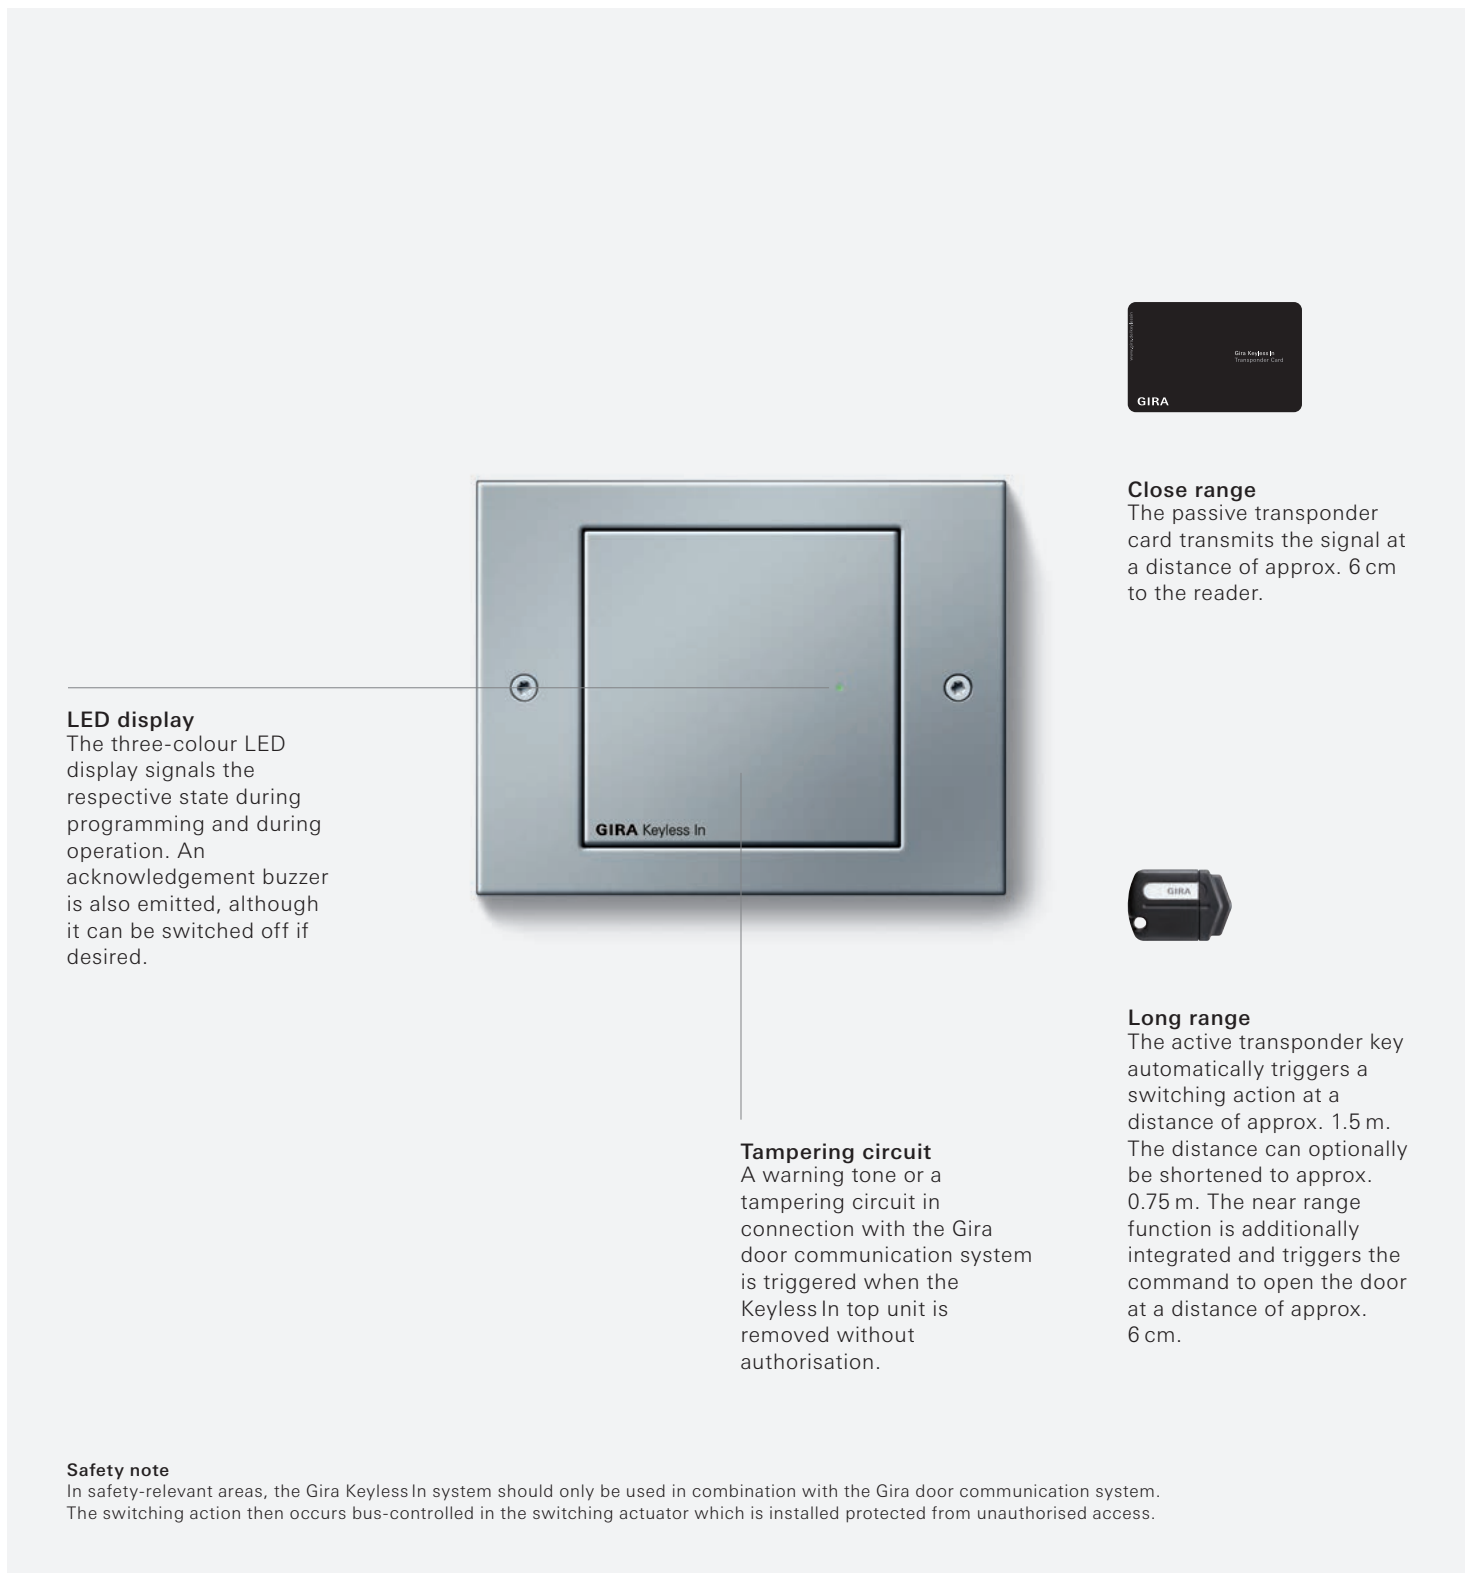 Gira Keyless In
Transponder Card
GIRA
Close range
The passive transponder
card transmits the signal at
a distance of approx. 6 cm
to the reader.
LED display
The three-colour LED
display signals the
respective state during
programming and during
operation. An
acknowledgement buzzer
is also emitted, although
it can be switched off if
desired.
GIRA Keyless In
GIRA
Long range
The active transponder key
automatically triggers a
switching action at a
distance of approx. 1.5 m.
The distance can optionally
be shortened to approx.
0.75 m. The near range
function is additionally
integrated and triggers the
command to open the door
at a distance of approx.
6 cm.
Tampering circuit
A warning tone or a
tampering circuit in
connection with the Gira
door communication system
is triggered when the
Keyless In top unit is
removed without
authorisation.
Safety note
In safety-relevant areas, the Gira Keyless In system should only be used in combination with the Gira door communication system.
The switching action then occurs bus-controlled in the switching actuator which is installed protected from unauthorised access.